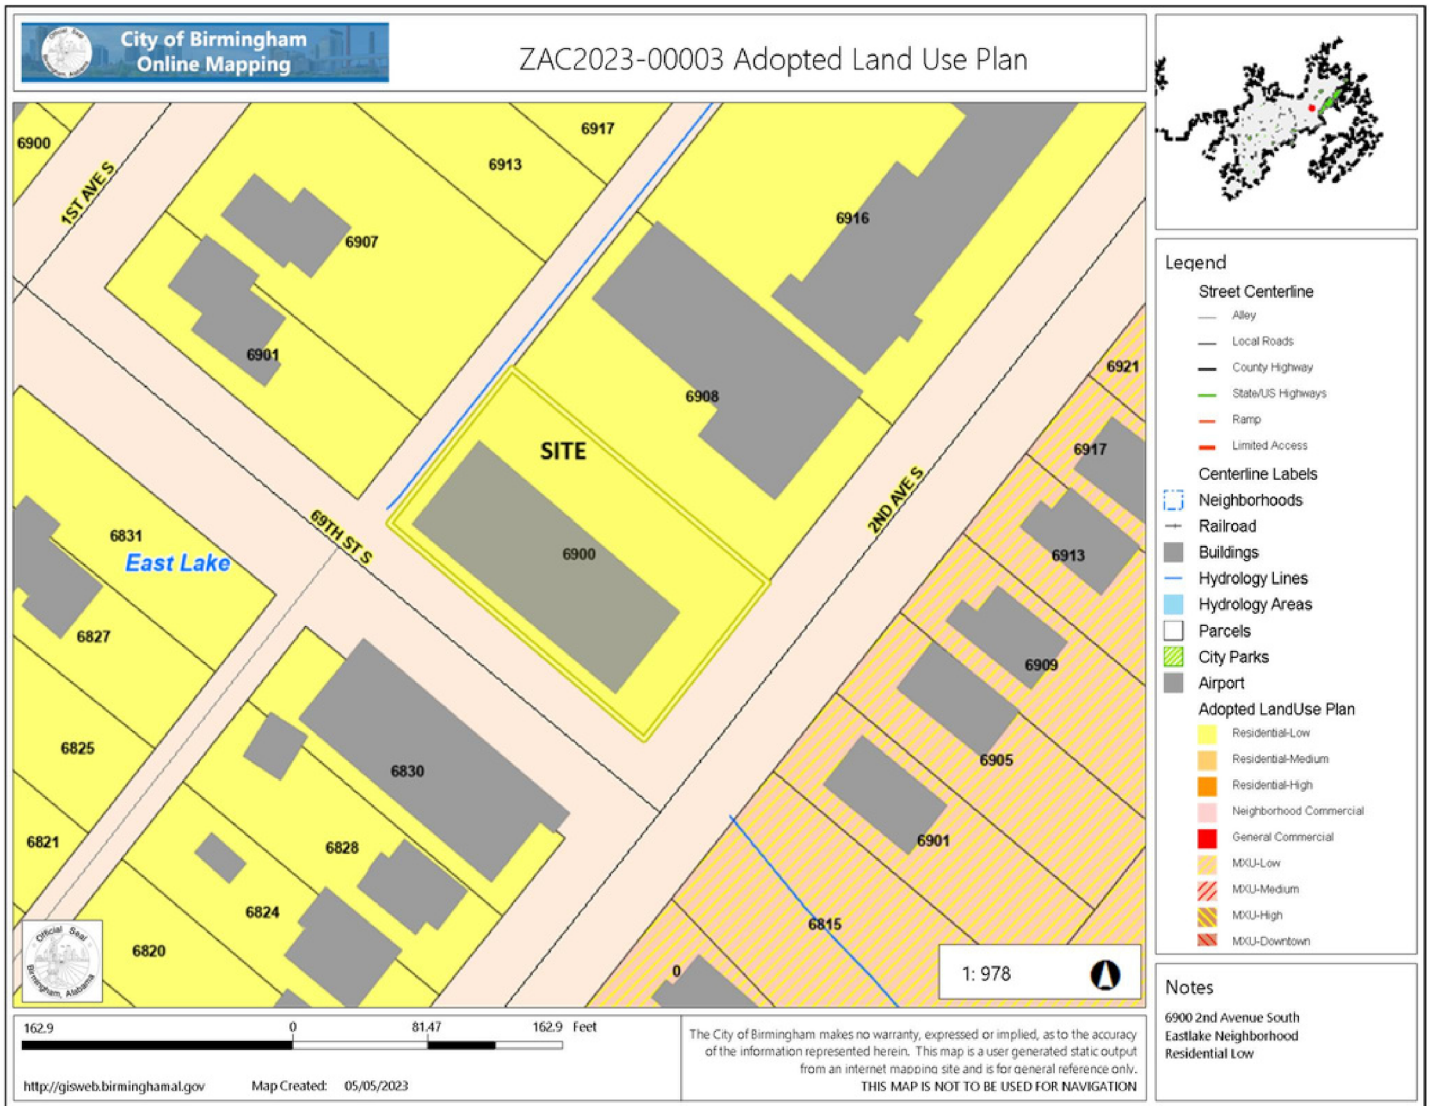 City of Birmingham
Online Mapping
ZAC2023-00003 Adopted Land Use Plan
6900
1ST AVE S
6917
6913
6907
6901
6916
6908
SITE
6900
69TH ST S
2ND AVE S
6921
6917
6913
6909
6905
6901
6815
0
6831
East Lake
6827
6825
6821
6830
6828
6824
6820
Official Seal
Birmingham, Alabama
1: 978
Legend
Street Centerline
Alley
Local Roads
County Highway
State/US Highways
Ramp
Limited Access
Centerline Labels
Neighborhoods
Railroad
Buildings
Hydrology Lines
Hydrology Areas
Parcels
City Parks
Airport
Adopted LandUse Plan
Residential-Low
Residential-Medium
Residential-High
Neighborhood Commercial
General Commercial
MXU-Low
MXU-Medium
MXU-High
MXU-Downtown
Notes
6900 2nd Avenue South
Eastlake Neighborhood
Residential Low
162.9 0 81.47 162.9 Feet
http://gisweb.birminghamal.gov Map Created: 05/05/2023
The City of Birmingham makes no warranty, expressed or implied, as to the accuracy
of the information represented herein. This map is a user generated static output
from an internet mapping site and is for general reference only.
THIS MAP IS NOT TO BE USED FOR NAVIGATION